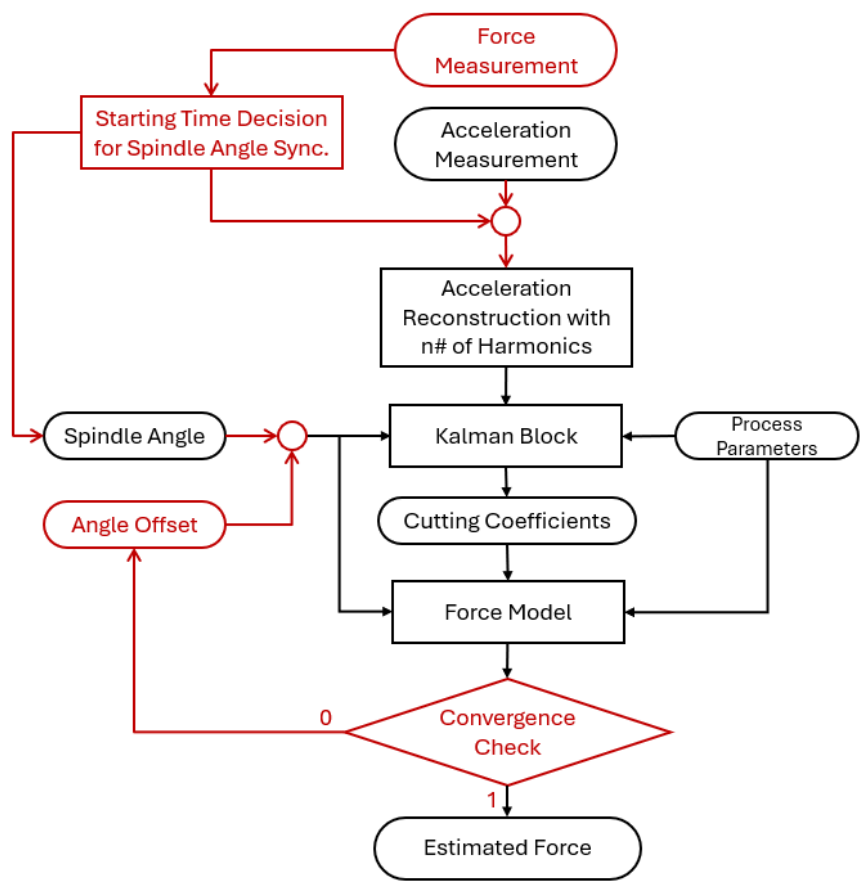 Force
Measurement
Starting Time Decision
for Spindle Angle Sync.
Acceleration
Measurement
Acceleration
Reconstruction with
n# of Harmonics
Spindle Angle
Kalman Block
Process
Parameters
Angle Offset
Cutting Coefficients
Force Model
Convergence
Check
0
1
Estimated Force